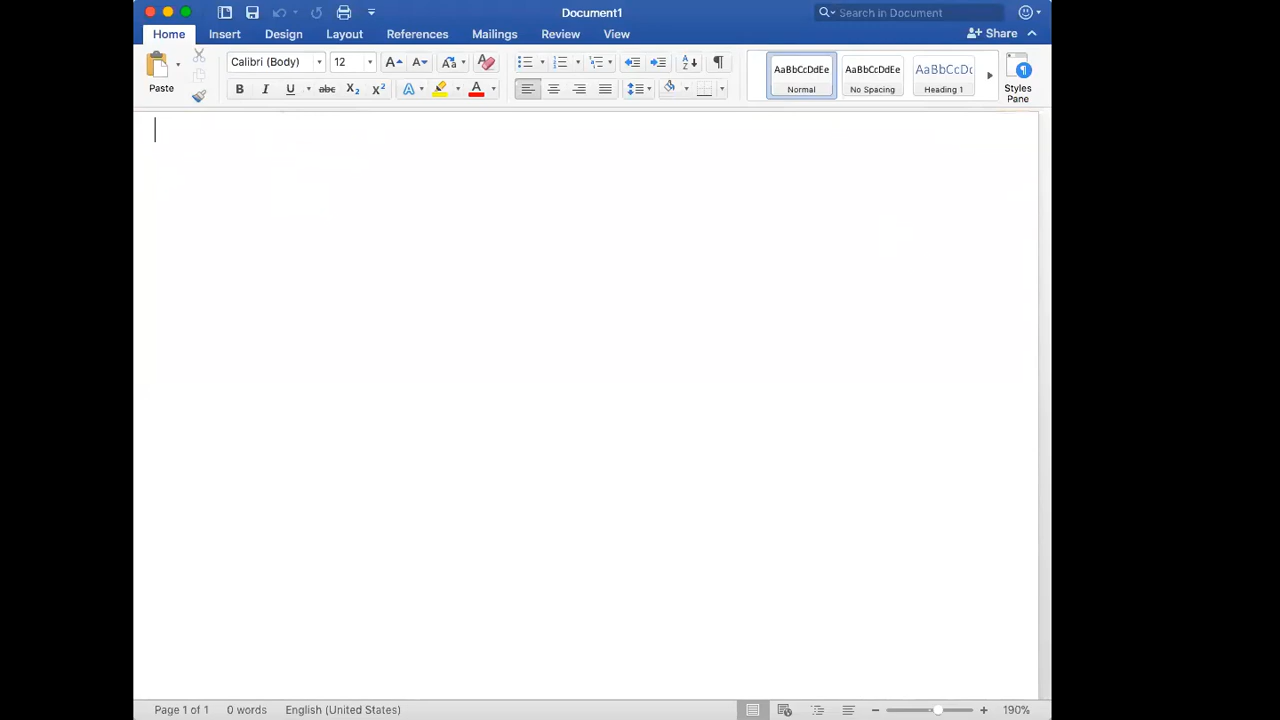 Document1
Search in Document
Home Insert Design Layout References Mailings Review View Share
Paste
Calibri (Body) 12
abc X₂ X²
A A
AaBbCcDdEe AaBbCcDdEe AaBbCcDc
Normal No Spacing Heading 1
Styles
Pane
Page 1 of 1 0 words English (United States) 190%